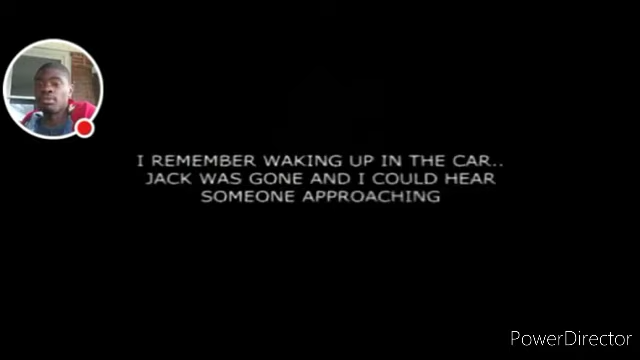 I REMEMBER WAKING UP IN THE CAR..
JACK WAS GONE AND I COULD HEAR
SOMEONE APPROACHING
PowerDirector